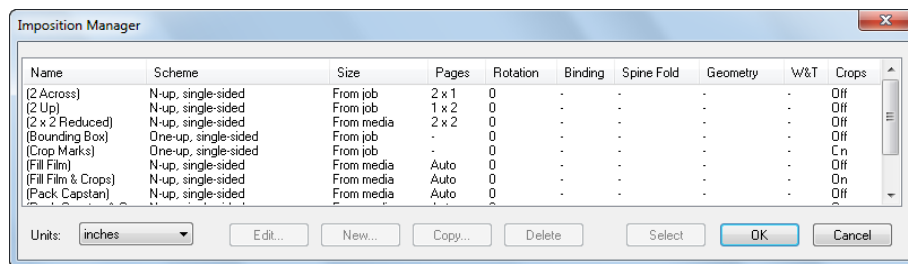 Imposition Manager
Name Scheme Size Pages Rotation Binding Spine Fold Geometry W&T Crops
(2 Across) N-up, single-sided From job 2 x 1 0 - - - - Off
(2 Up) N-up, single-sided From job 1 x 2 0 - - - - Off
(2 x 2 Reduced) N-up, single-sided From media 2 x 2 0 - - - - Off
(Bounding Box) One-up, single-sided From job - 0 - - - - Off
(Crop Marks) One-up, single-sided From job - 0 - - - - On
(Fill Film) N-up, single-sided From media Auto 0 - - - - Off
(Fill Film & Crops) N-up, single-sided From media Auto 0 - - - - On
(Pack Capstan) N-up, single-sided From media Auto 0 - - - - Off
Units: inches Edit... New... Copy... Delete Select OK Cancel